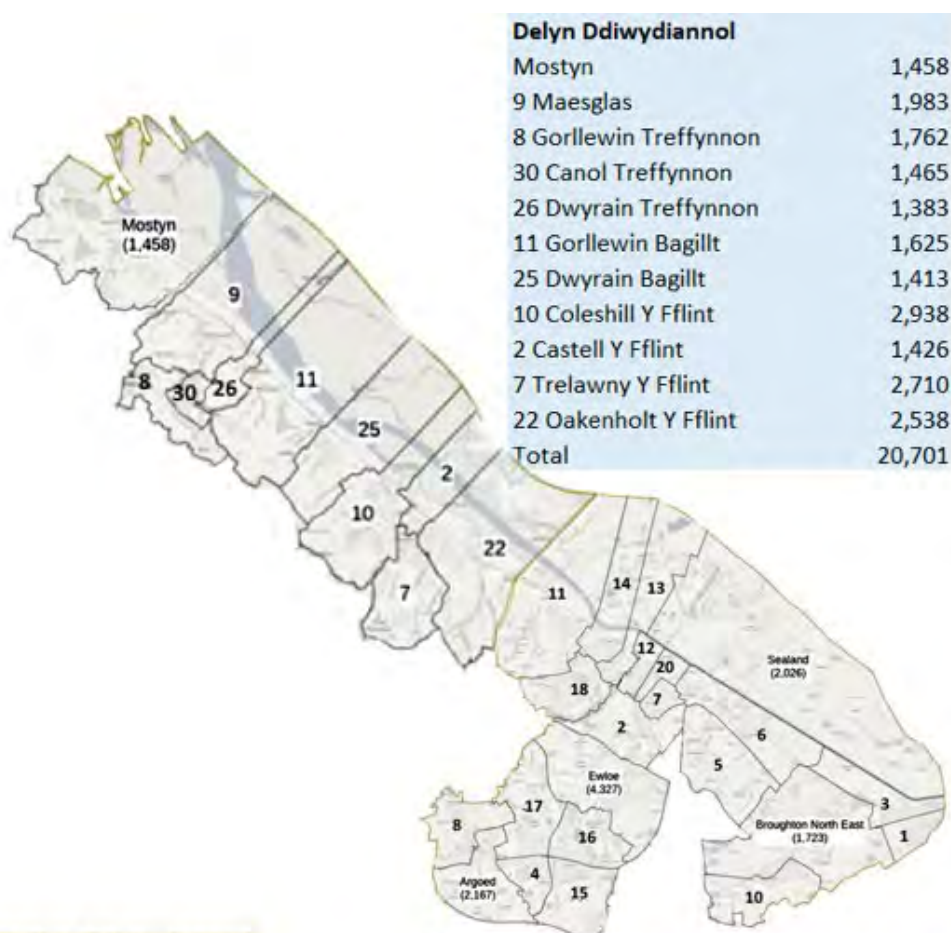 Delyn Ddiwydiannol
Mostyn 1,458
9 Maesglas 1,983
8 Gorllewin Treffynnon 1,762
30 Canol Treffynnon 1,465
26 Dwyrain Treffynnon 1,383
11 Gorllewin Bagillt 1,625
25 Dwyrain Bagillt 1,413
10 Coleshill Y Fflint 2,938
2 Castell Y Fflint 1,426
7 Trelawny Y Fflint 2,710
22 Oakenholt Y Fflint 2,538
Total 20,701
Mostyn
(1,458)
9
8
30
26
11
25
2
10
22
7
11
14
13
12
20
Sealand
(2,026)
18
7
2
6
5
Ewloe
(4,327)
17
3
8
16
Broughton North East
(1,723)
1
4
Argoed
(2,167)
15
10